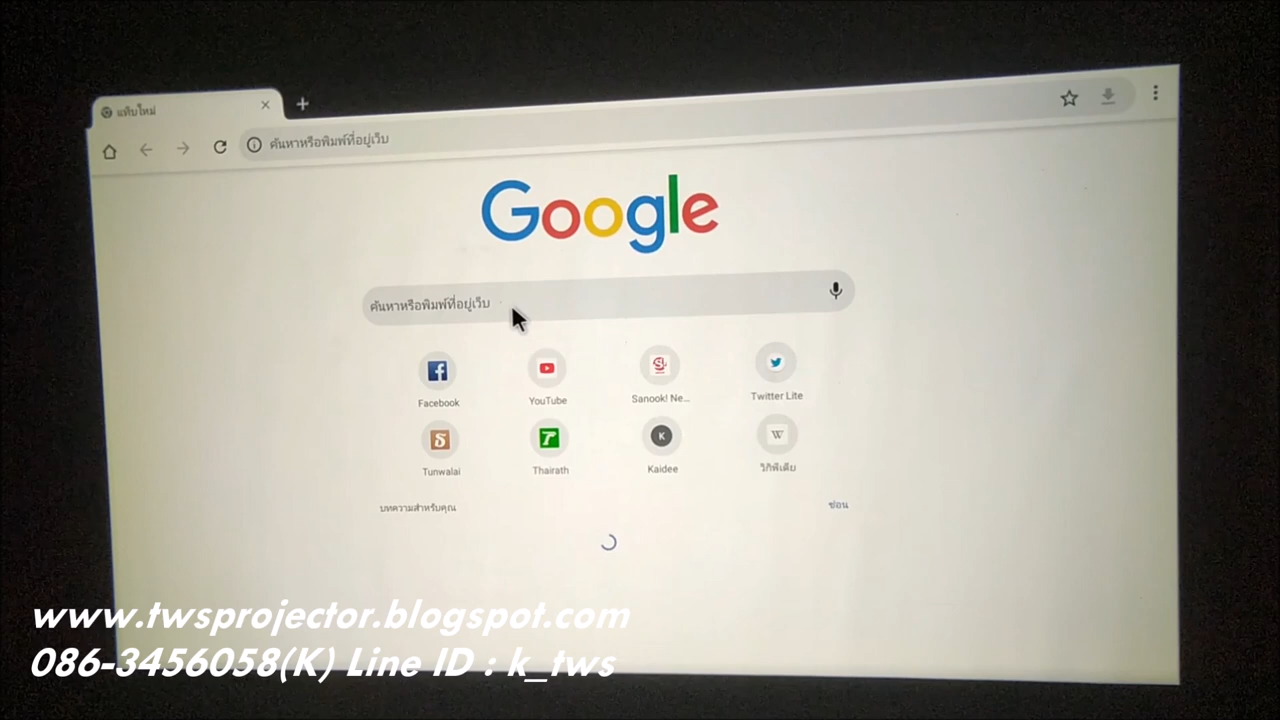 แท็บใหม่
ค้นหาหรือพิมพ์ที่อยู่เว็บ
Google
ค้นหาหรือพิมพ์ที่อยู่เว็บ
Facebook YouTube Sanook! Ne... Twitter Lite
Tunwalai Thairath Kaidee วิกิพีเดีย
บทความสำหรับคุณ ซ่อน
www.twsprojector.blogspot.com
086-3456058(K) Line ID : k_tws